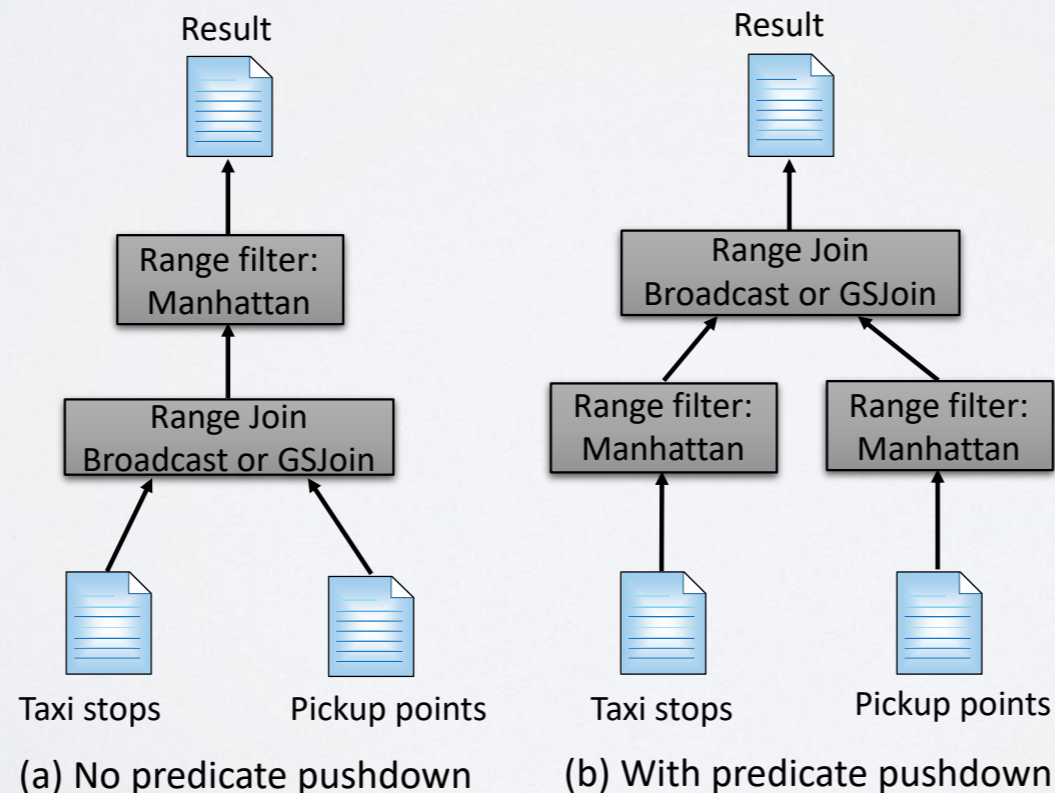 Result
Range filter:
Manhattan
Range Join
Broadcast or GSJoin
Taxi stops
Pickup points
(a) No predicate pushdown
Result
Range Join
Broadcast or GSJoin
Range filter:
Manhattan
Range filter:
Manhattan
Taxi stops
Pickup points
(b) With predicate pushdown